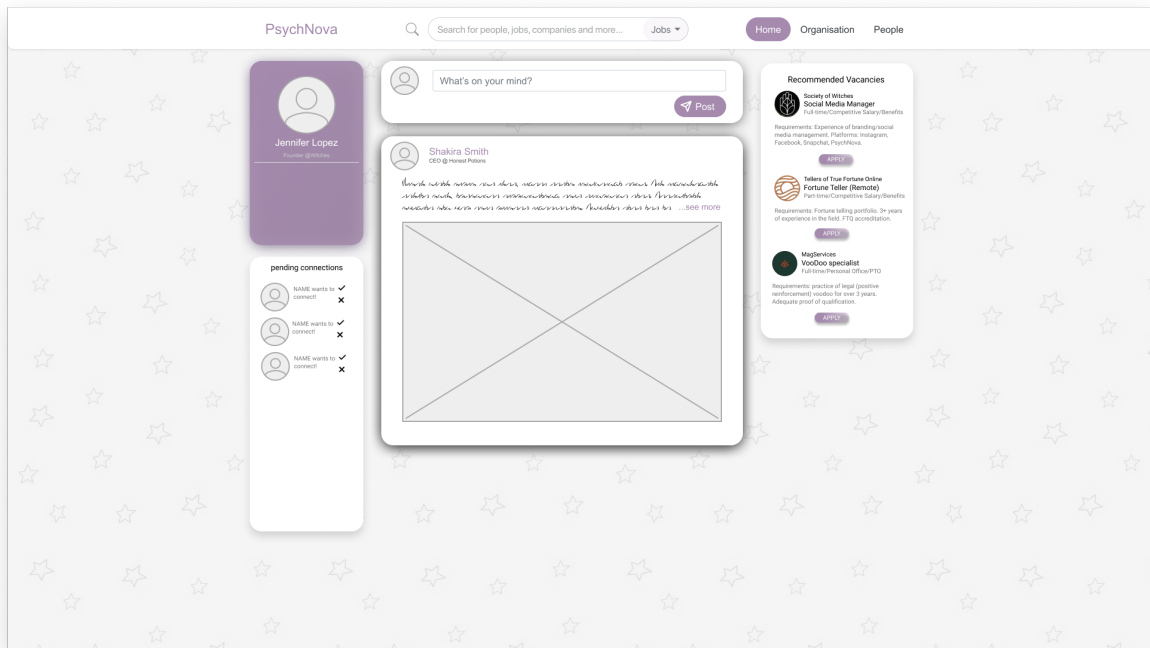 PsychNova
Search for people, jobs, companies and more...
Jobs
Home
Organisation
People
Jennifer Lopez
Founder @Witches
pending connections
NAME wants to
connect!
NAME wants to
connect!
NAME wants to
connect!
What's on your mind?
Post
Shakira Smith
CEO @ Honest Potions
...see more
Recommended Vacancies
Society of Witches
Social Media Manager
Full-time/Competitive Salary/Benefits
Requirements: Experience of branding/social
media management. Platforms: Instagram,
Facebook, Snapchat, PsychNova.
APPLY
Tellers of True Fortune Online
Fortune Teller (Remote)
Part-time/Competitive Salary/Benefits
Requirements: Fortune telling portfolio. 3+ years
of experience in the field. FTQ accreditation.
APPLY
MagServices
VooDoo specialist
Full-time/Personal Office/PTO
Requirements: practice of legal (positive
reinforcement) voodoo for over 3 years.
Adequate proof of qualification.
APPLY